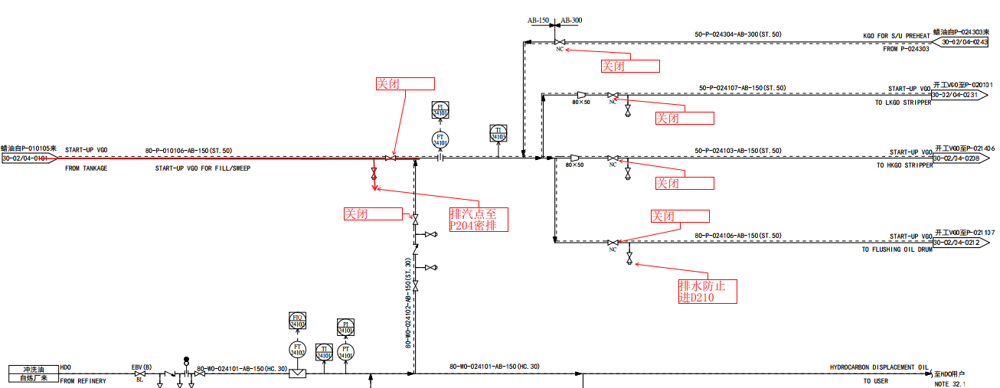 AB-150 AB-300
50-P-024304-AB-300(ST.50)
KGO FOR S/U PREHEAT
FROM P-024303
蜡油自P-024303来
30-02/04-0243
NC
关闭
关闭
FI
24101
FT
24101
TI
24103
50-P-024107-AB-150(ST.50)
START-UP VGO
TO LKGO STRIPPER
开工VGO至P-020101
30-02/04-0231
80×50
NC
关闭
蜡油自P-010105来
30-02/04-0101
START-UP VGO
FROM TANKAGE
80-P-010106-AB-150(ST.50)
START-UP VGO FOR FILL/SWEEP
50-P-024103-AB-150(ST.50)
START-UP VGO
TO HKGO STRIPPER
开工VGO至P-021406
30-02/04-0208
80×50
NC
关闭
关闭
排汽点至
P204密排
关闭
80-P-024106-AB-150(ST.50)
START-UP VGO
TO FLUSHING OIL DRUM
开工VGO至P-021107
30-02/04-0212
NC
排水防止
进D210
80-WO-024102-AB-150(ST.30)
FIQ
24102
FT
24102
TI
24101
PI
24101
PT
24101
冲洗油
自炼厂来
HDO
FROM REFINERY
EBV(B)
BL
80-WO-024101-AB-150(HC.30)
80-WO-024101-AB-150(HC.30)
HYDROCARBON DISPLACEMENT OIL
TO USER
至HDO用户
NOTE 32.1